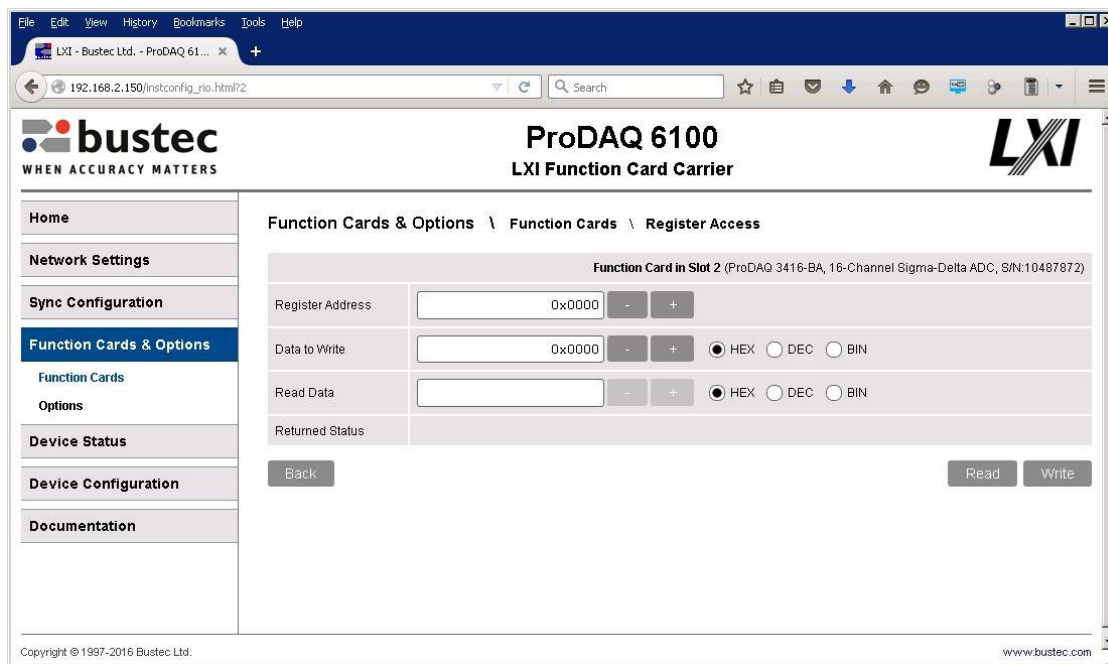 File Edit View History Bookmarks Tools Help
LXI - Bustec Ltd. - ProDAQ 61...
192.168.2.150/instconfig_rio.html?2
Search
bustec
WHEN ACCURACY MATTERS
ProDAQ 6100
LXI Function Card Carrier
LXI
Home
Network Settings
Sync Configuration
Function Cards & Options
Function Cards
Options
Device Status
Device Configuration
Documentation
Function Cards & Options \ Function Cards \ Register Access
Function Card in Slot 2 (ProDAQ 3416-BA, 16-Channel Sigma-Delta ADC, S/N:10487872)
Register Address 0x0000 - +
Data to Write 0x0000 - + HEX DEC BIN
Read Data - + HEX DEC BIN
Returned Status
Back Read Write
Copyright © 1997-2016 Bustec Ltd. www.bustec.com